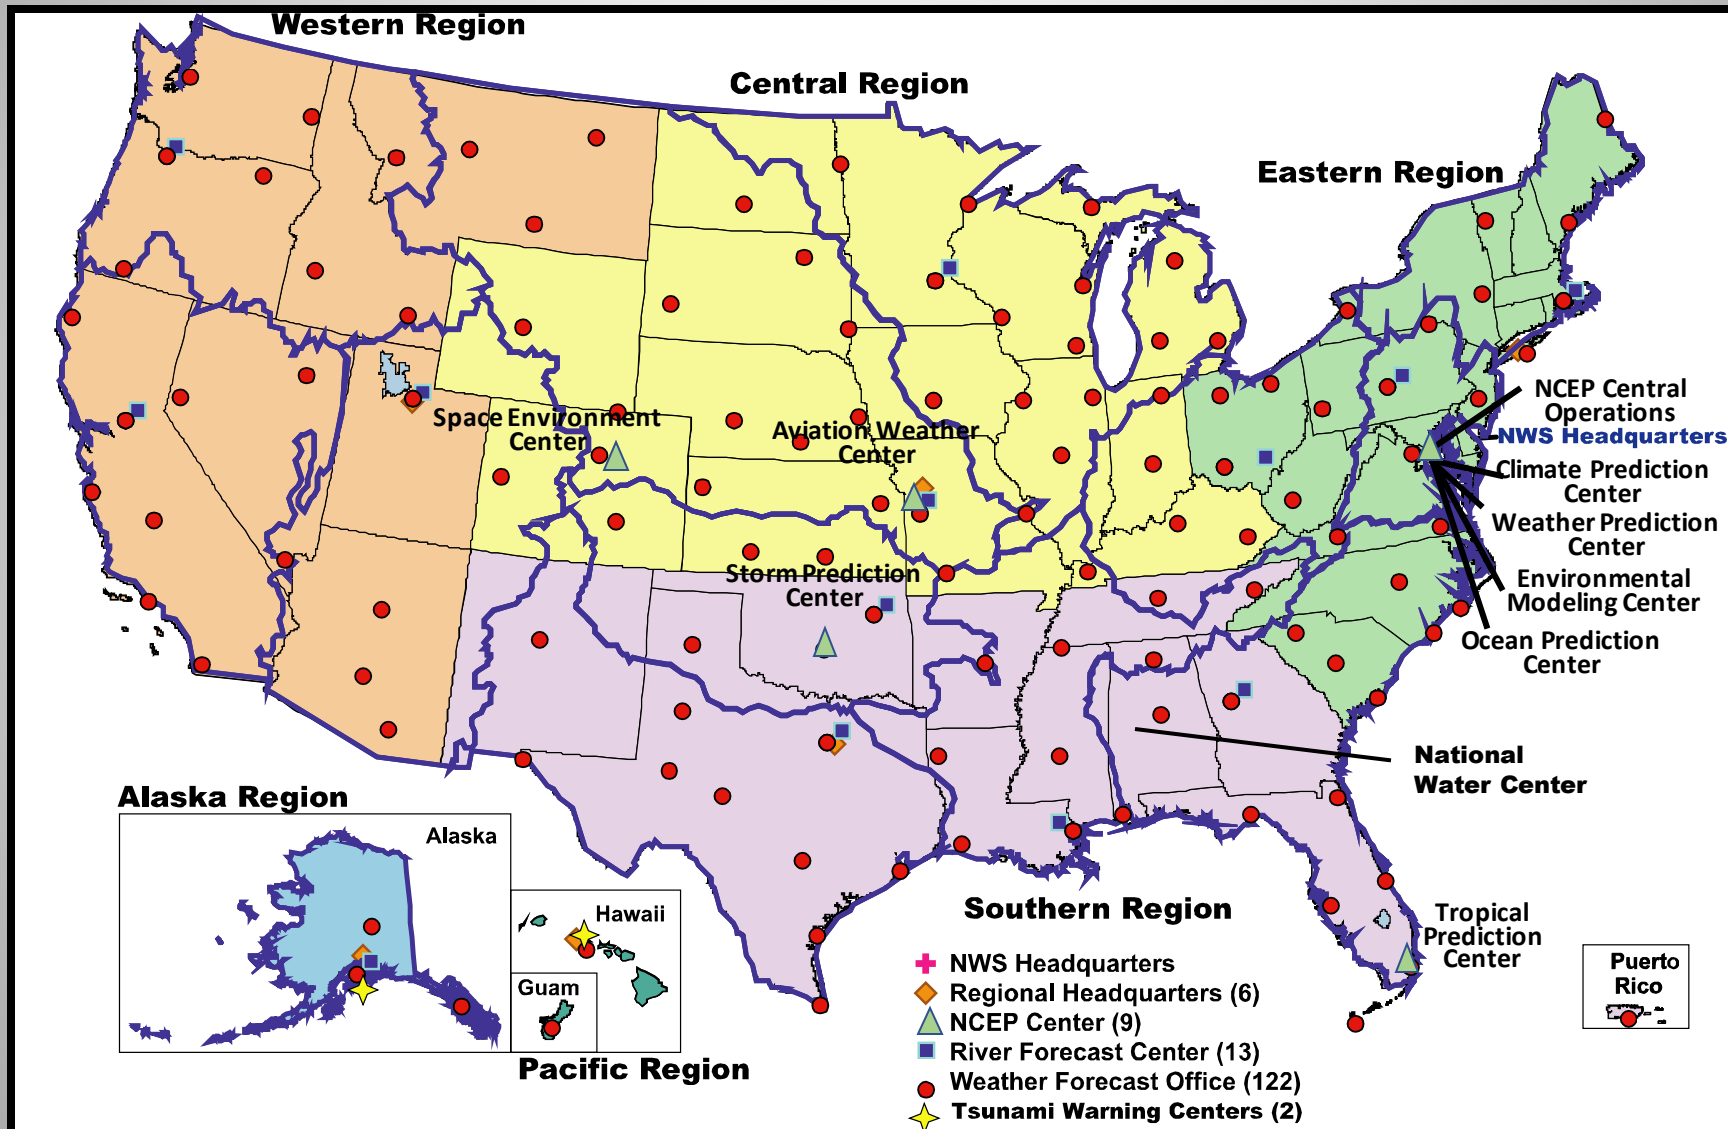 Western Region
Central Region
Eastern Region
Space Environment
Center
Aviation Weather
Center
NCEP Central
Operations
NWS Headquarters
Climate Prediction
Center
Weather Prediction
Center
Environmental
Modeling Center
Ocean Prediction
Center
Storm Prediction
Center
National
Water Center
Alaska Region
Alaska
Hawaii
Guam
Pacific Region
Southern Region
Tropical
Prediction
Center
Puerto
Rico
NWS Headquarters
Regional Headquarters (6)
NCEP Center (9)
River Forecast Center (13)
Weather Forecast Office (122)
Tsunami Warning Centers (2)